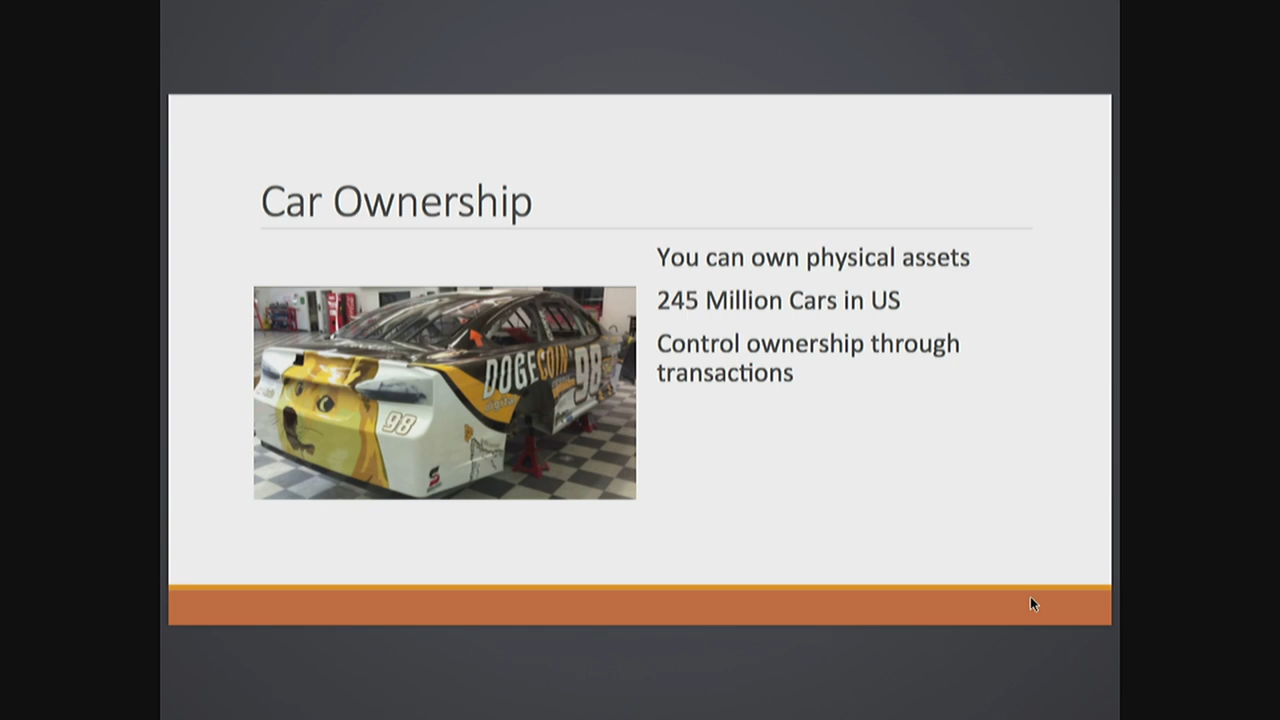 Car Ownership
You can own physical assets
245 Million Cars in US
Control ownership through
transactions
DOGECOIN
98
98